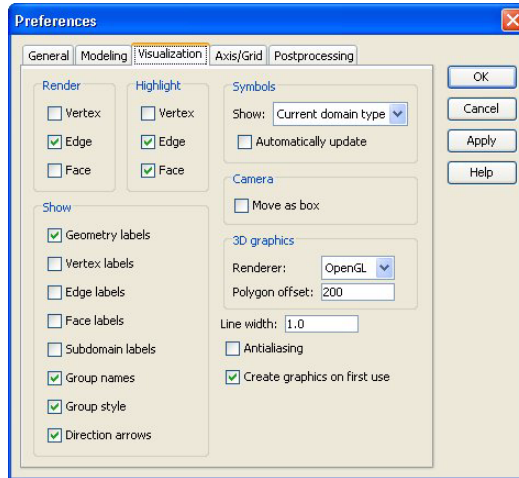 Preferences
General Modeling Visualization Axis/Grid Postprocessing
Render
Vertex
Edge
Face
Highlight
Vertex
Edge
Face
Show
Geometry labels
Vertex labels
Edge labels
Face labels
Subdomain labels
Group names
Group style
Direction arrows
Symbols
Show: Current domain type
Automatically update
Camera
Move as box
3D graphics
Renderer: OpenGL
Polygon offset: 200
Line width: 1.0
Antialiasing
Create graphics on first use
OK
Cancel
Apply
Help